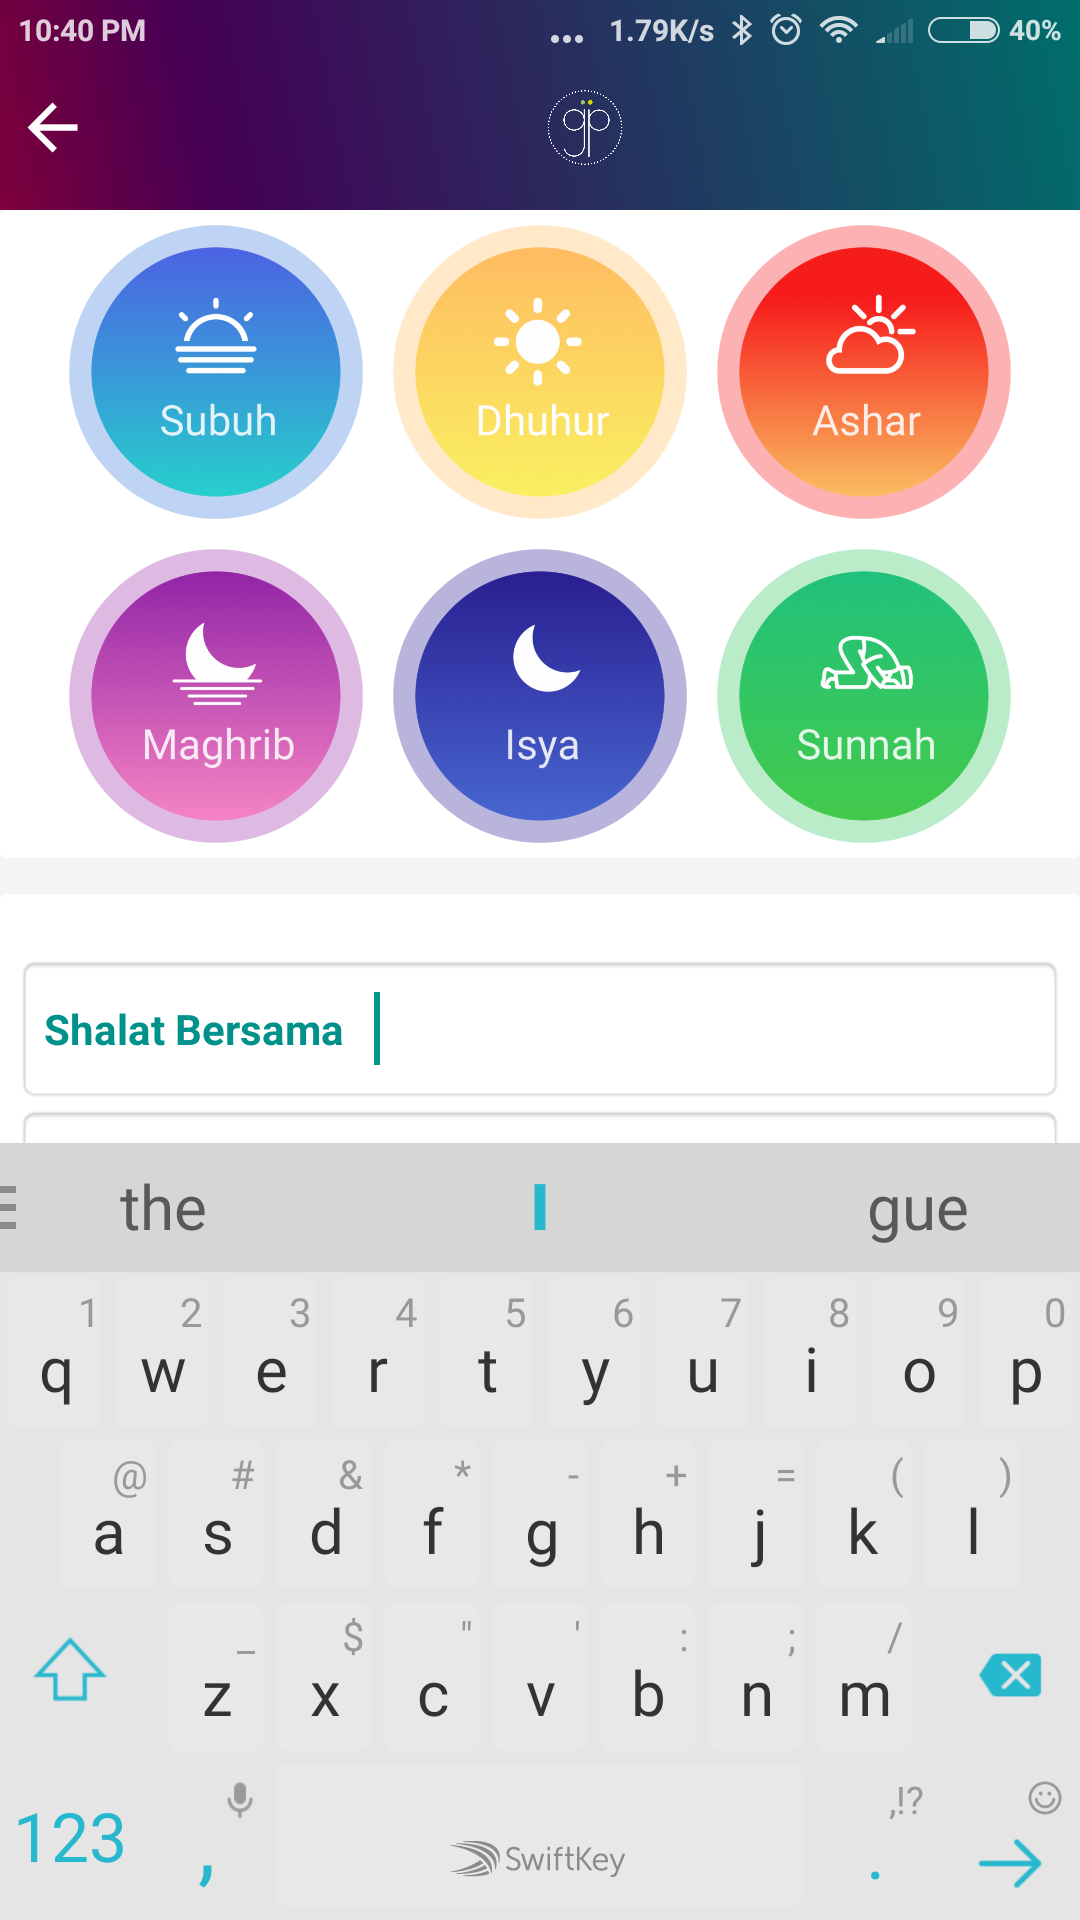 10:40 PM ... 1.79K/s 40%
jp
Subuh Dhuhur Ashar
Maghrib Isya Sunnah
Shalat Bersama
the I gue
1 2 3 4 5 6 7 8 9 0
q w e r t y u i o p
@ # & * - + = ( )
a s d f g h j k l
_ $ " ' : ; /
z x c v b n m
,!?
123 , SwiftKey .